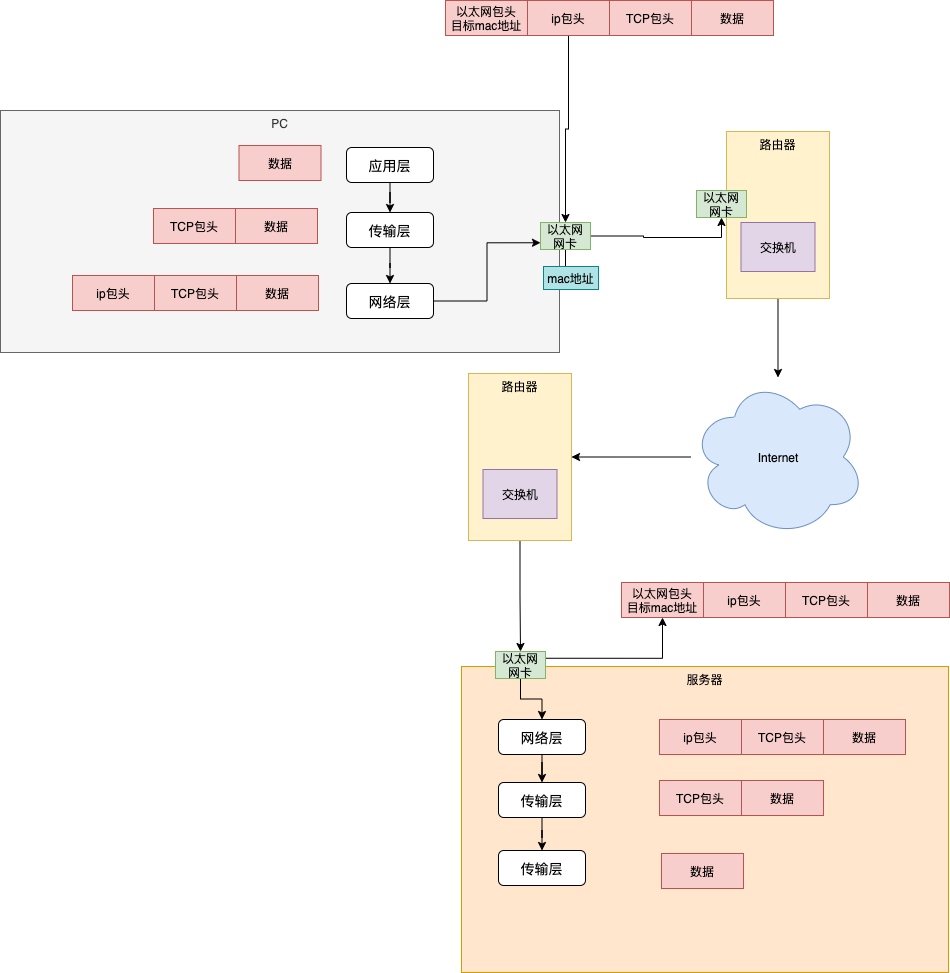 以太网包头
目标mac地址
ip包头
TCP包头
数据
PC
数据
应用层
TCP包头
数据
传输层
ip包头
TCP包头
数据
网络层
以太网
网卡
mac地址
路由器
以太网
网卡
交换机
Internet
路由器
交换机
以太网包头
目标mac地址
ip包头
TCP包头
数据
以太网
网卡
服务器
网络层
ip包头
TCP包头
数据
传输层
TCP包头
数据
传输层
数据